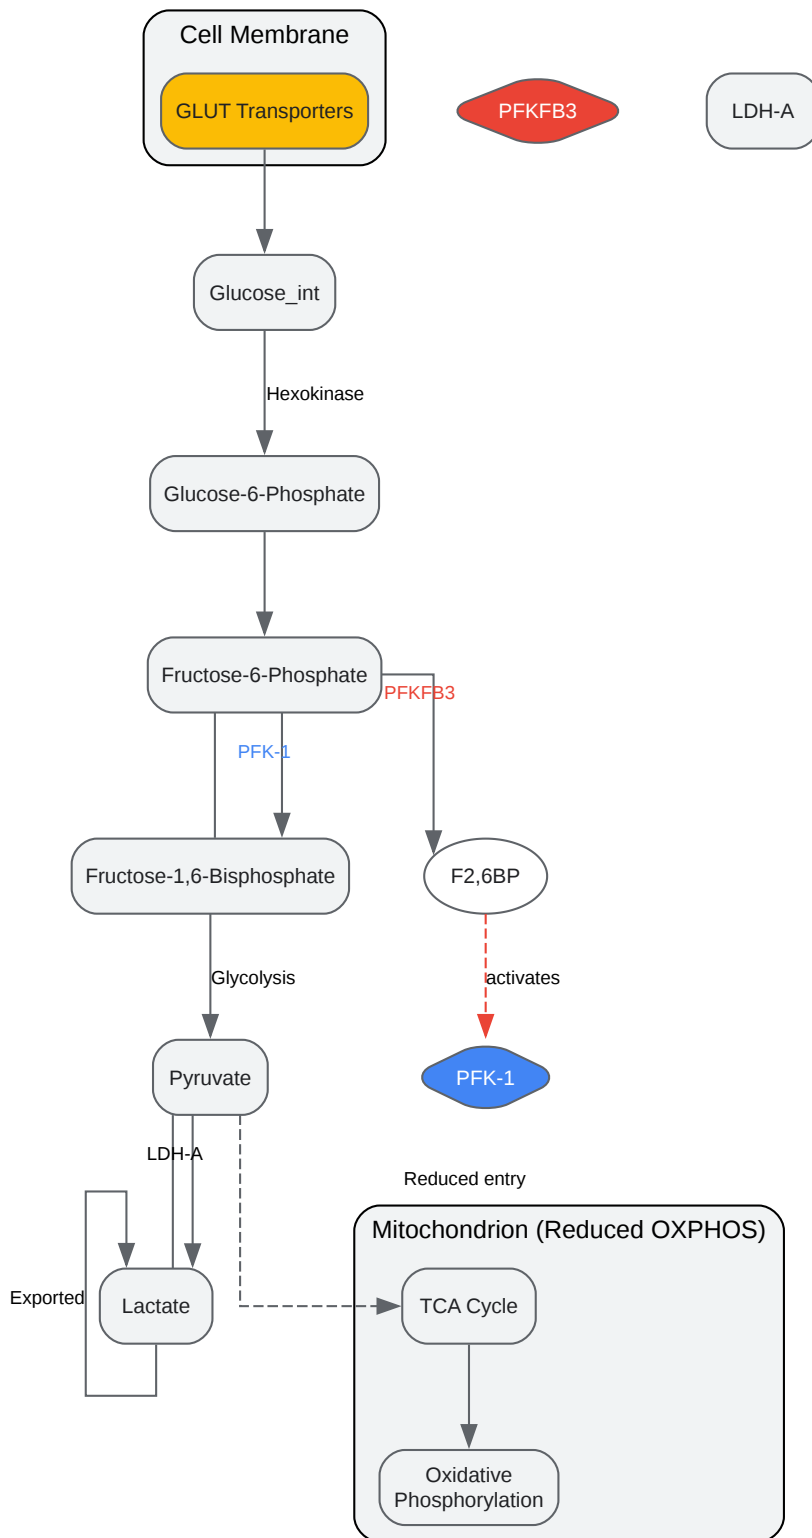 Cell Membrane
GLUT Transporters
PFKFB3
LDH-A
Glucose_int
Hexokinase
Glucose-6-Phosphate
Fructose-6-Phosphate
PFKFB3
PFK-1
Fructose-1,6-Bisphosphate
F2,6BP
Glycolysis
activates
Pyruvate
PFK-1
LDH-A
Reduced entry
Mitochondrion (Reduced OXPHOS)
Exported
Lactate
TCA Cycle
Oxidative
Phosphorylation